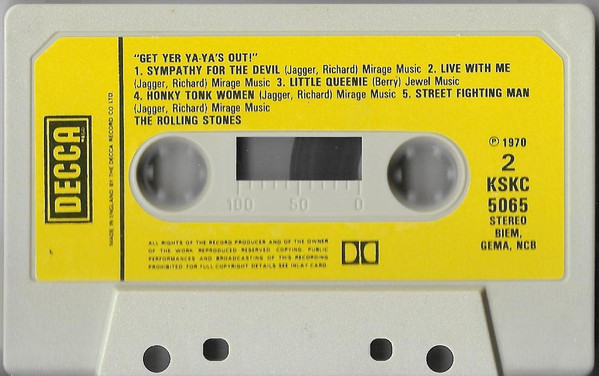 "GET YER YA-YA'S OUT!"
1. SYMPATHY FOR THE DEVIL (Jagger, Richard) Mirage Music 2. LIVE WITH ME
(Jagger, Richard) Mirage Music 3. LITTLE QUEENIE (Berry) Jewel Music
4. HONKY TONK WOMEN (Jagger, Richard) Mirage Music 5. STREET FIGHTING MAN
(Jagger, Richard) Mirage Music
THE ROLLING STONES
DECCA
MADE IN ENGLAND BY THE DECCA RECORD CO LTD.
100 50 0
℗ 1970
2
KSKC
5065
STEREO
BIEM,
GEMA, NCB
ALL RIGHTS OF THE RECORD PRODUCER AND OF THE OWNER
OF THE WORK REPRODUCED RESERVED COPYING, PUBLIC
PERFORMANCES AND BROADCASTING OF THIS RECORDING
PROHIBITED FOR FULL COPYRIGHT DETAILS SEE INLAY CARD.